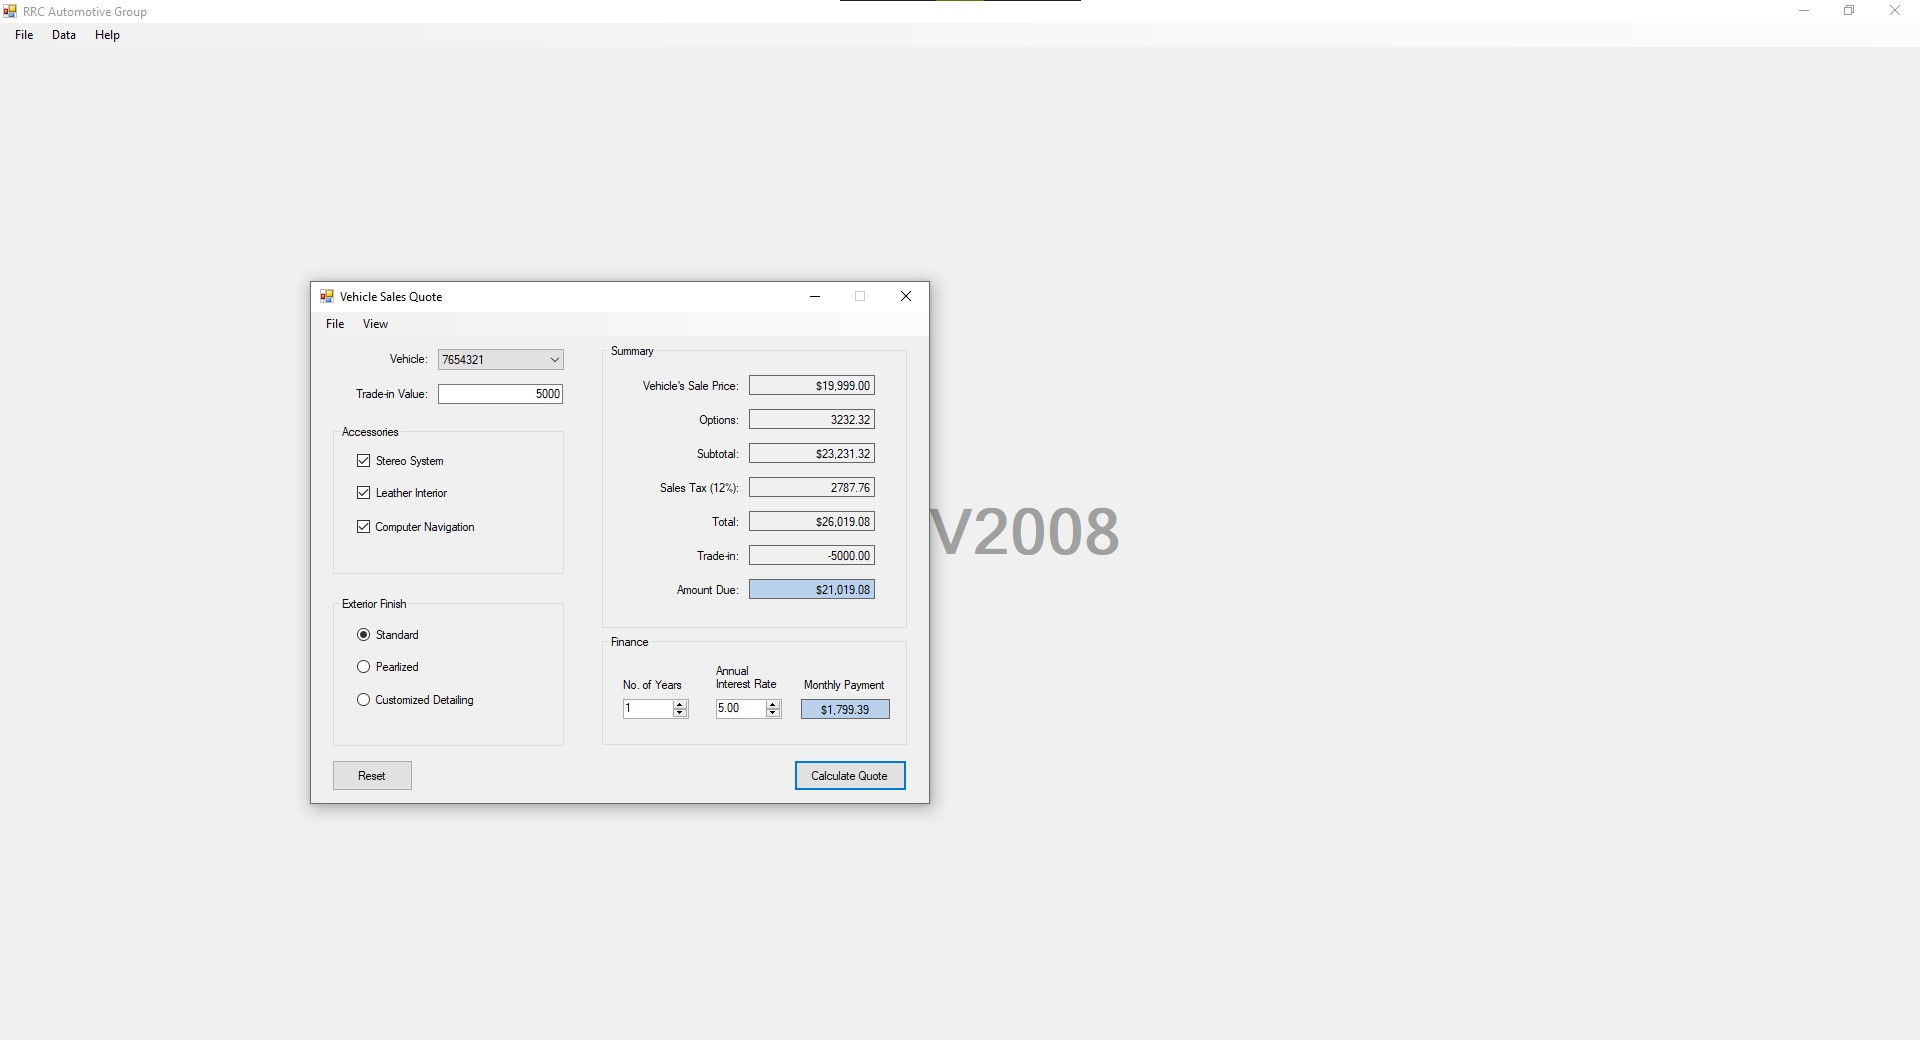 RRC Automotive Group
File Data Help
Vehicle Sales Quote
File View
Vehicle: 7654321
Trade-in Value: 5000
Accessories
Stereo System
Leather Interior
Computer Navigation
Exterior Finish
Standard
Pearlized
Customized Detailing
Reset
Summary
Vehicle's Sale Price: $19,999.00
Options: 3232.32
Subtotal: $23,231.32
Sales Tax (12%): 2787.76
Total: $26,019.08
Trade-in: -5000.00
Amount Due: $21,019.08
Finance
No. of Years
Annual
Interest Rate
Monthly Payment
1 5.00 $1,799.39
Calculate Quote
V2008